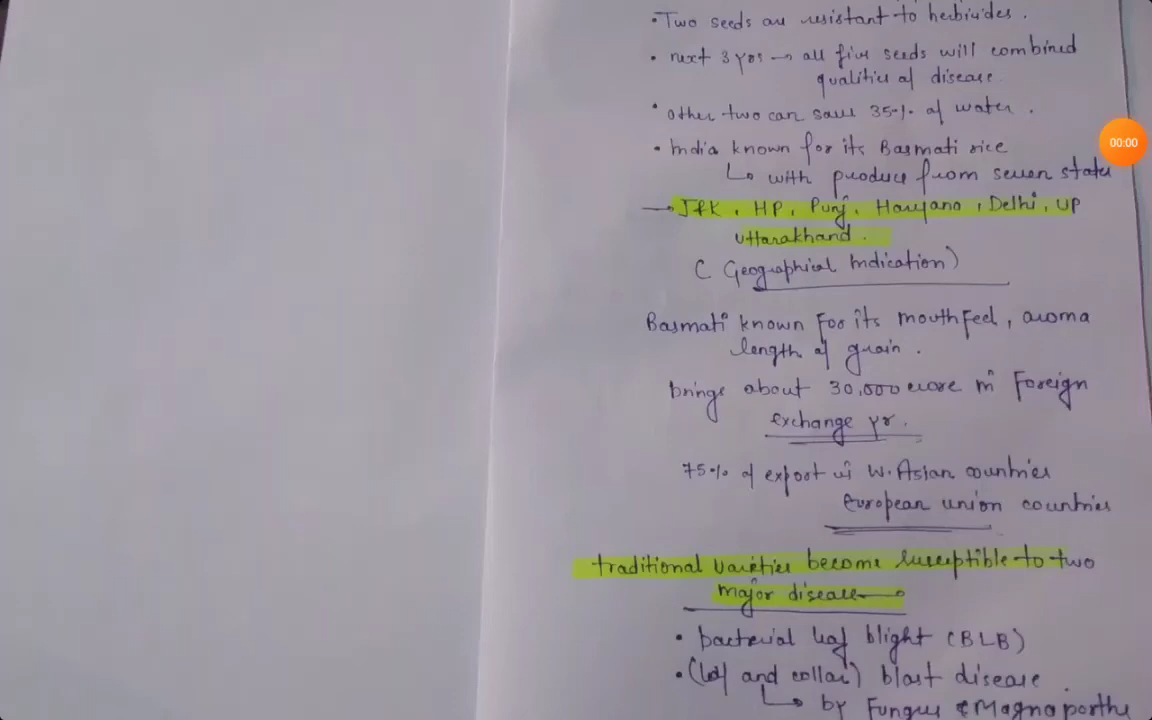 • Two seeds are resistant to herbicides.
• next 3 yrs → all five seeds will combined
qualities of disease.
• Other two can save 35% of water.
• India known for its Basmati rice
↳ with produce from seven states
→ J&K, HP, Punj, Haryana, Delhi, UP
Uttarakhand.
( Geographical Indication)
Basmati known for its mouthfeel, aroma
length of grain.
brings about 30,000 crore in Foreign
exchange yr.
75% of export in W. Asian countries
European union countries
traditional varieties become susceptible to two
major disease →
• bacterial leaf blight (BLB)
• (leaf and collar) blast disease.
↳ by Fungus Magnaporthe
00:00